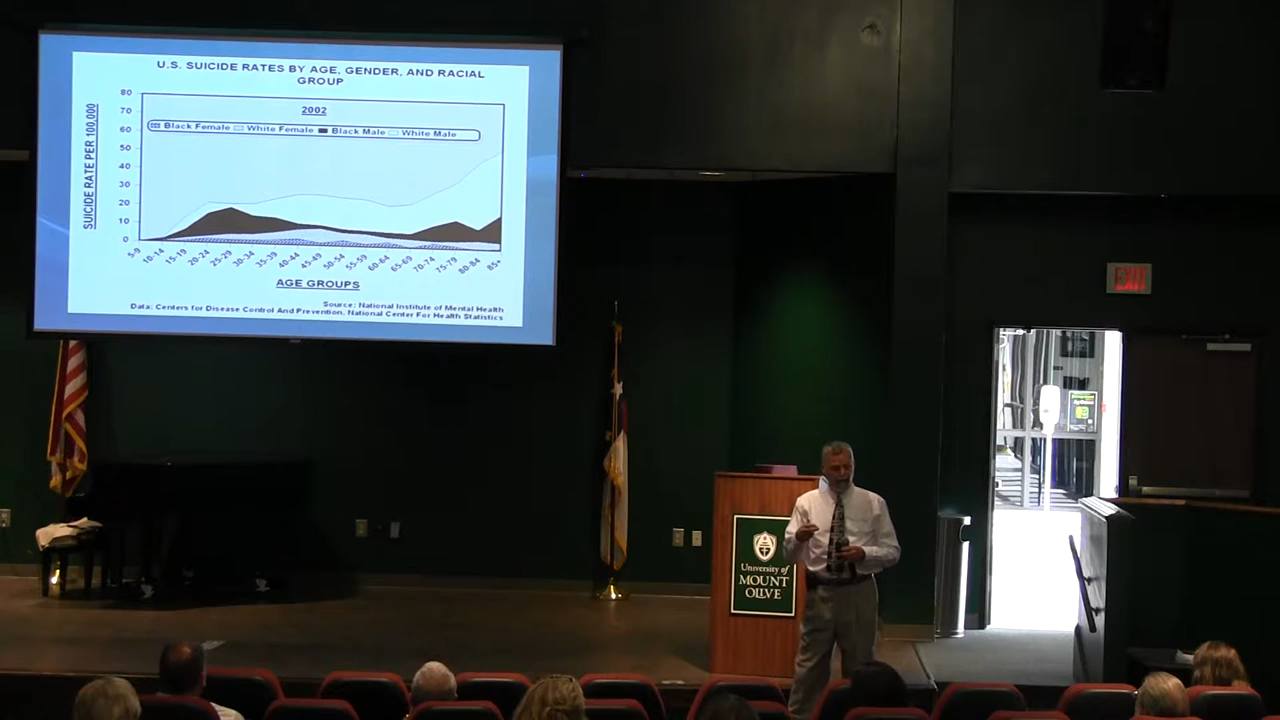 U.S. SUICIDE RATES BY AGE, GENDER, AND RACIAL
GROUP
2002
Black Female White Female Black Male White Male
SUICIDE RATE PER 100,000
80
70
60
50
40
30
20
10
0
5-9
10-14
15-19
20-24
25-29
30-34
35-39
40-44
45-49
50-54
55-59
60-64
65-69
70-74
75-79
80-84
85+
AGE GROUPS
Source: National Institute of Mental Health
Data: Centers for Disease Control And Prevention, National Center For Health Statistics
EXIT
University of
MOUNT
OLIVE